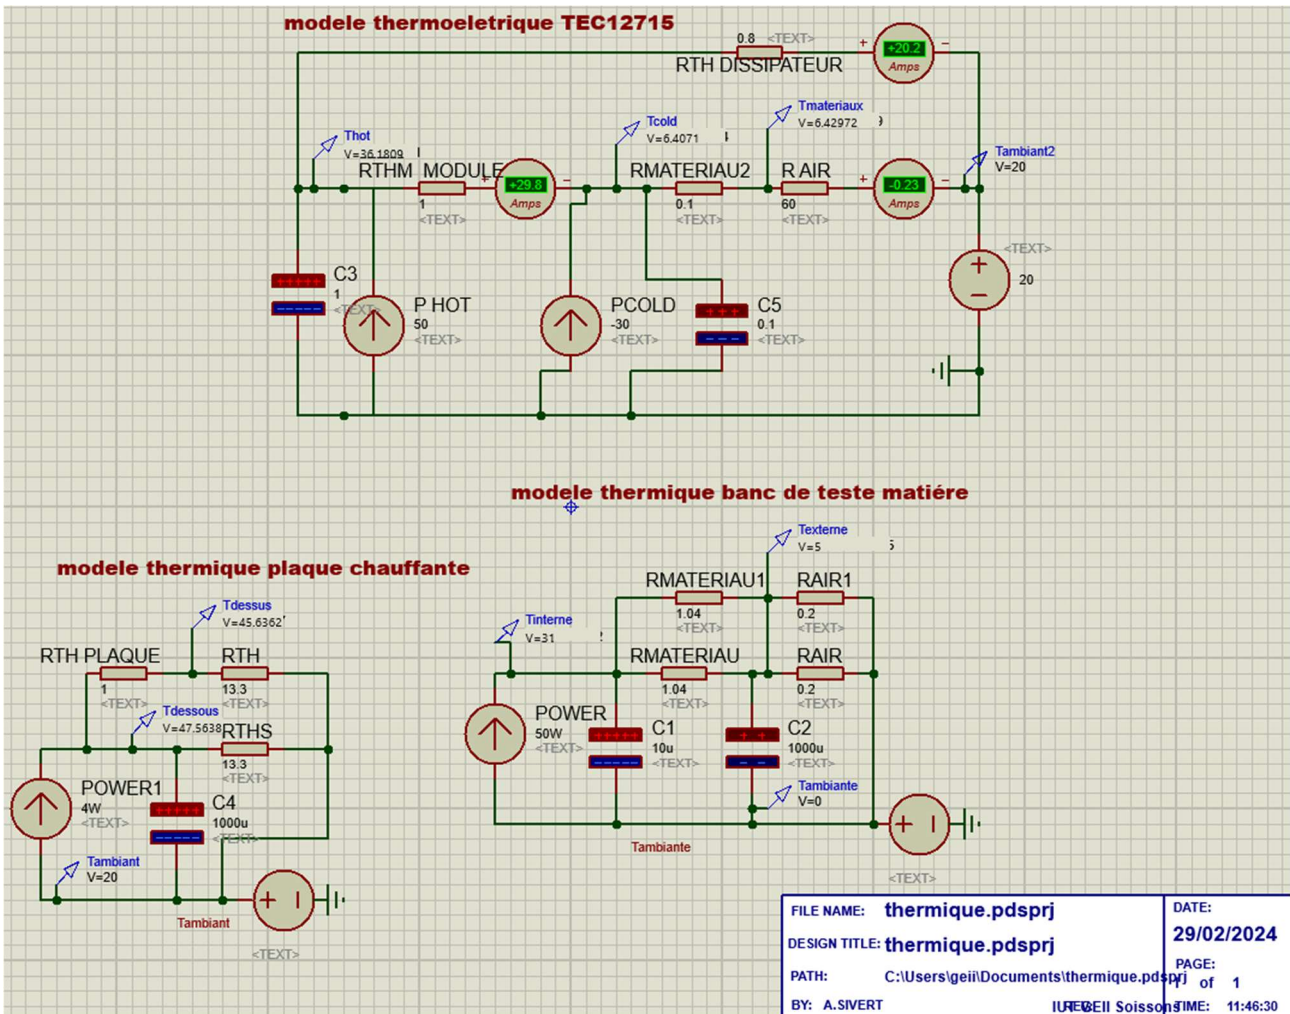 modele thermoeletrique TEC12715
0.8 <TEXT>
RTH DISSIPATEUR
+ +20.2 −
Amps
Thot
V=36.1809
Tcold
V=6.4071
Tmateriaux
V=6.42972 9
Tambiant2
V=20
RTHM MODULE
1
<TEXT>
+ +29.8 −
Amps
RMATERIAU2
0.1
<TEXT>
R AIR
60
<TEXT>
+ -0.23 −
Amps
C3
1
<TEXT>
P HOT
50
<TEXT>
PCOLD
-30
<TEXT>
C5
0.1
<TEXT>
<TEXT>
20
modele thermique banc de teste matiére
Texterne
V=5 5
RMATERIAU1
1.04
<TEXT>
RAIR1
0.2
<TEXT>
Tinterne
V=31
RMATERIAU
1.04
<TEXT>
RAIR
0.2
<TEXT>
POWER
50W
<TEXT>
C1
10u
<TEXT>
C2
1000u
<TEXT>
Tambiante
V=0
Tambiante
<TEXT>
modele thermique plaque chauffante
Tdessus
V=45.6362
RTH PLAQUE
1
<TEXT>
RTH
13.3
<TEXT>
Tdessous
V=47.5638
RTHS
13.3
<TEXT>
POWER1
4W
<TEXT>
C4
1000u
<TEXT>
Tambiant
V=20
Tambiant
<TEXT>
FILE NAME: thermique.pdsprj
DESIGN TITLE: thermique.pdsprj
PATH: C:\Users\geii\Documents\thermique.pdsprj
BY: A.SIVERT
IUT GEII Soissons
DATE:
29/02/2024
PAGE:
of 1
TIME: 11:46:30